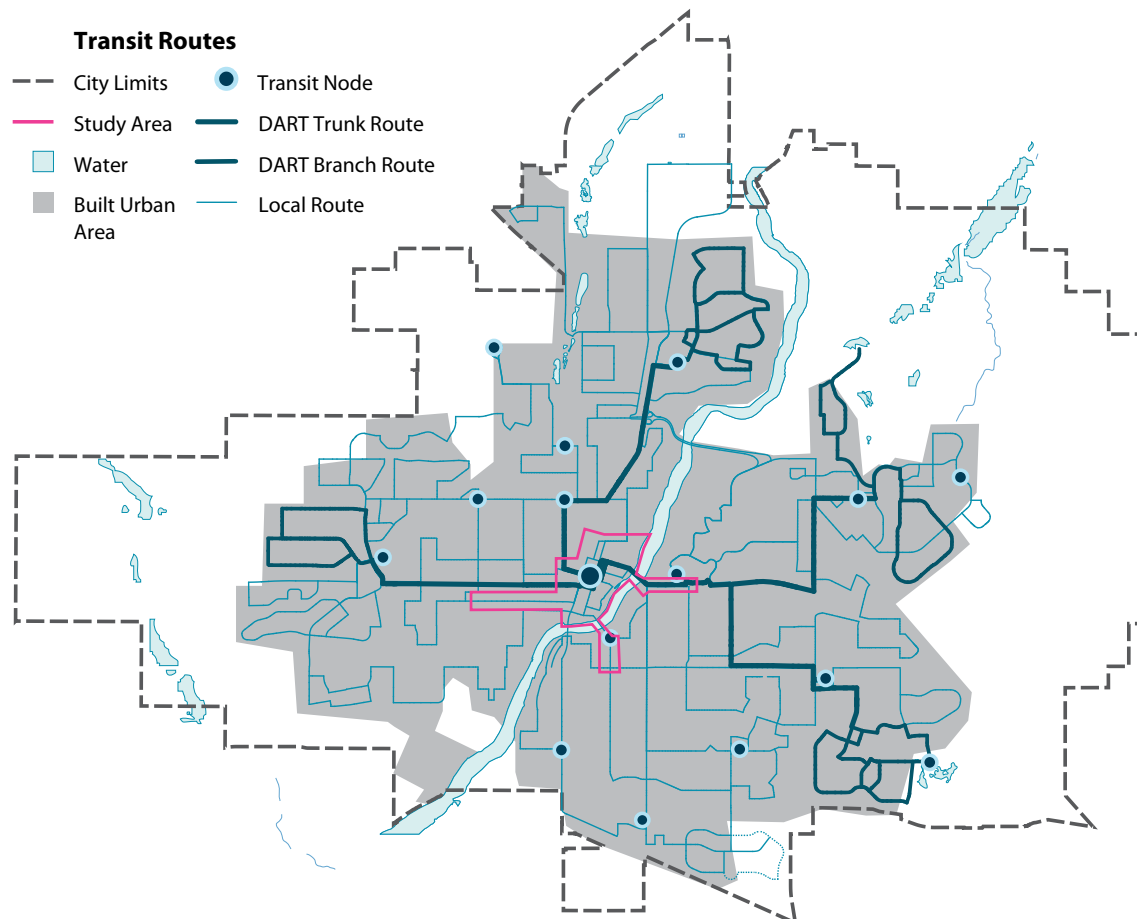 Transit Routes
City Limits
Study Area
Water
Built Urban
Area
Transit Node
DART Trunk Route
DART Branch Route
Local Route